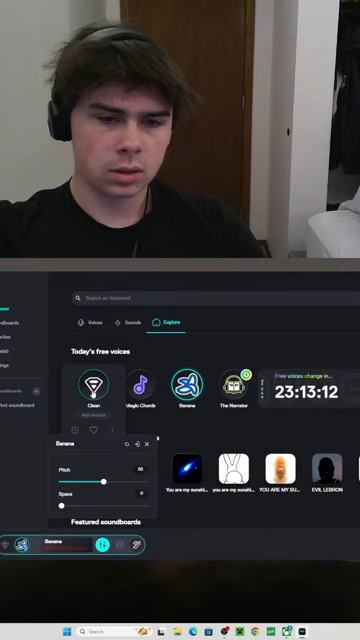 Search on Voicemod
Voices
Sounds
Explore
Today's free voices
Clean
Magic Chords
Banana
The Narrator
Free voices change in...
23:13:12
Add shortcut
Banana
Pitch
50
Space
0
You are my sunshi...
you are my sunshi...
YOU ARE MY SU...
EVIL LEBRON
Featured soundboards
Banana
Search